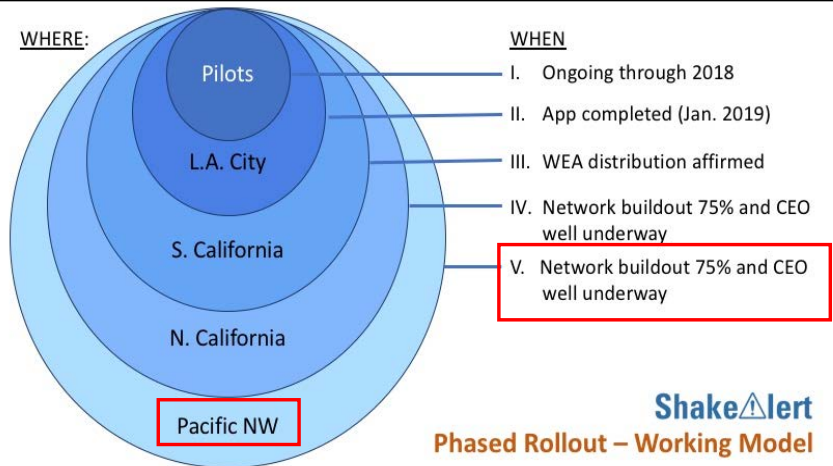 WHERE:
Pilots
L.A. City
S. California
N. California
Pacific NW
WHEN
I. Ongoing through 2018
II. App completed (Jan. 2019)
III. WEA distribution affirmed
IV. Network buildout 75% and CEO
well underway
V. Network buildout 75% and CEO
well underway
ShakeAlert
Phased Rollout – Working Model